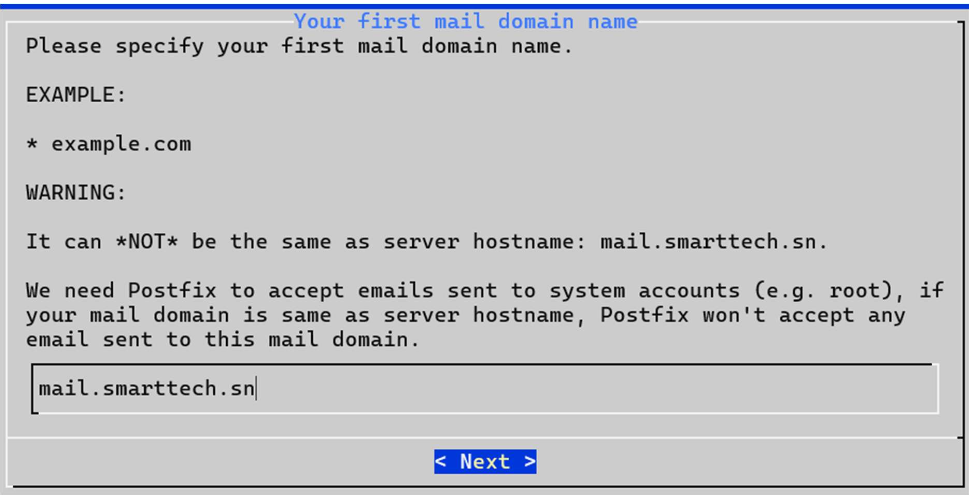 Your first mail domain name
Please specify your first mail domain name.
EXAMPLE:
* example.com
WARNING:
It can *NOT* be the same as server hostname: mail.smarttech.sn.
We need Postfix to accept emails sent to system accounts (e.g. root), if
your mail domain is same as server hostname, Postfix won't accept any
email sent to this mail domain.
mail.smarttech.sn
< Next >